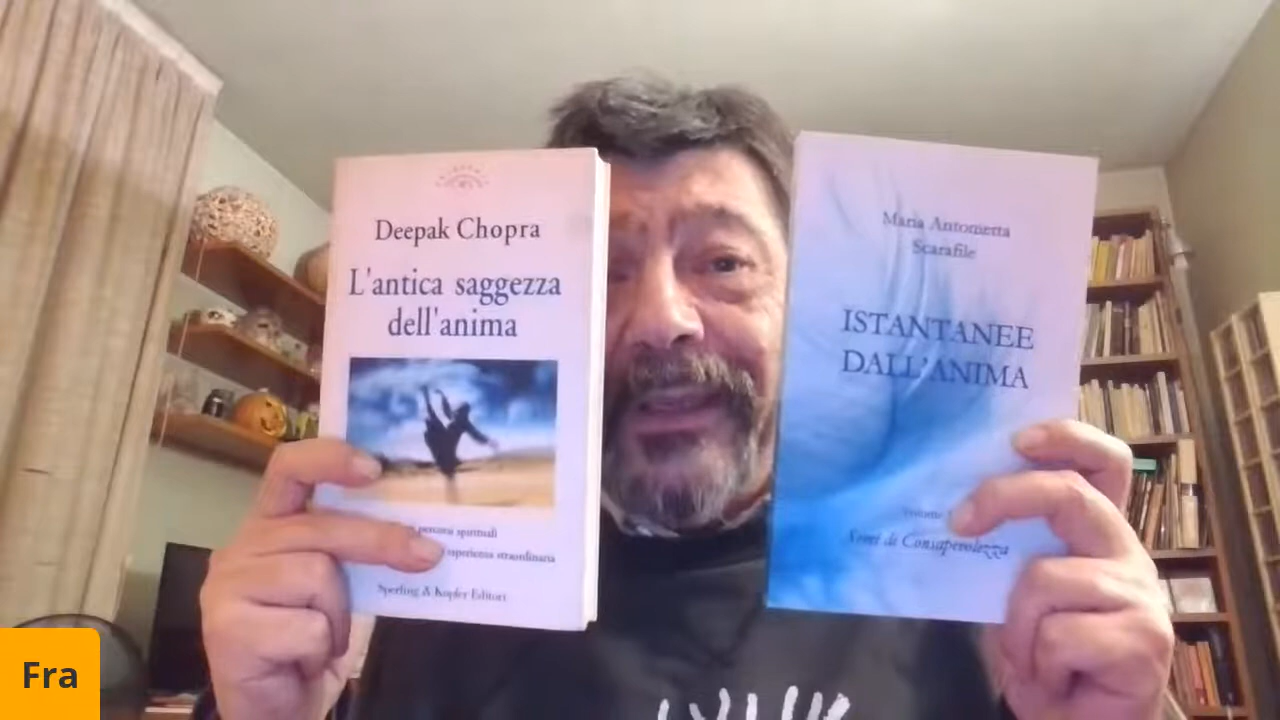 Deepak Chopra
L'antica saggezza
dell'anima
percorsi spirituali
esperienza straordinaria
Sperling & Kupfer Editori
Maria Antonietta
Scarafile
ISTANTANEE
DALL'ANIMA
Semi di Consapevolezza
Fra